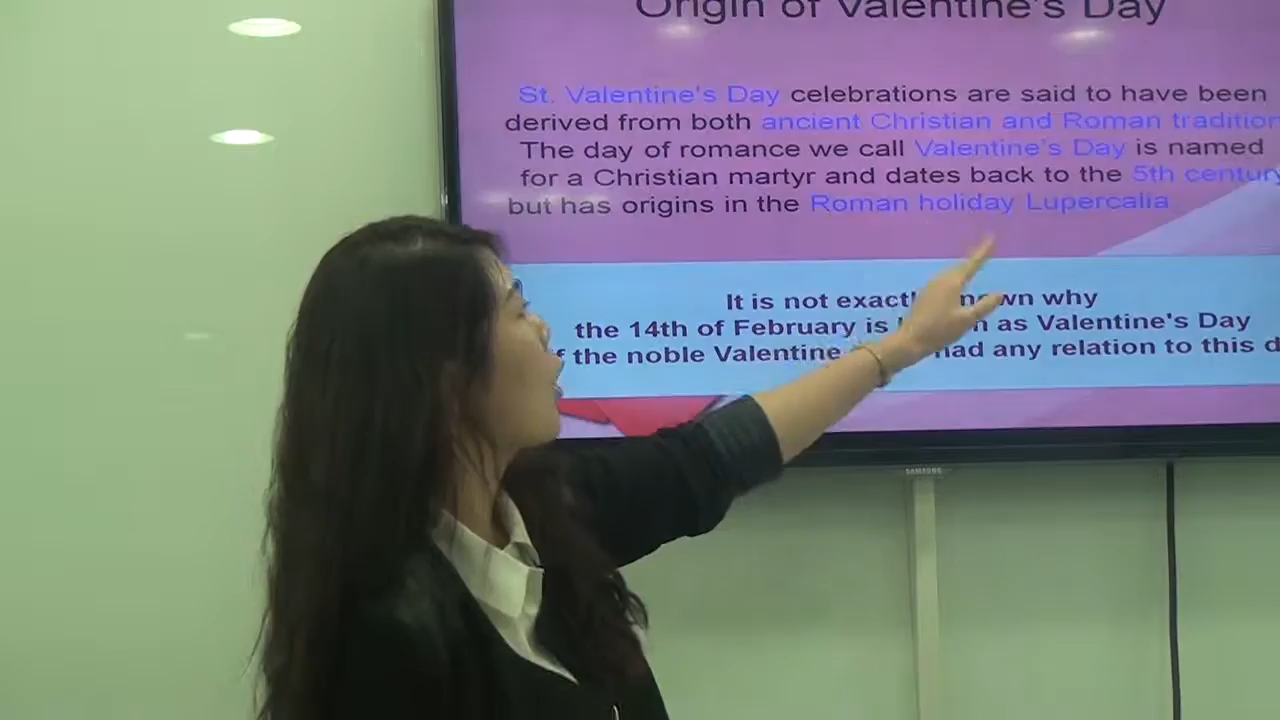 Origin of Valentine's Day
St. Valentine's Day celebrations are said to have been
derived from both ancient Christian and Roman tradition
The day of romance we call Valentine's Day is named
for a Christian martyr and dates back to the 5th century
but has origins in the Roman holiday Lupercalia
It is not exactly known why
the 14th of February is as Valentine's Day
the noble Valentine had any relation to this
SAMSUNG